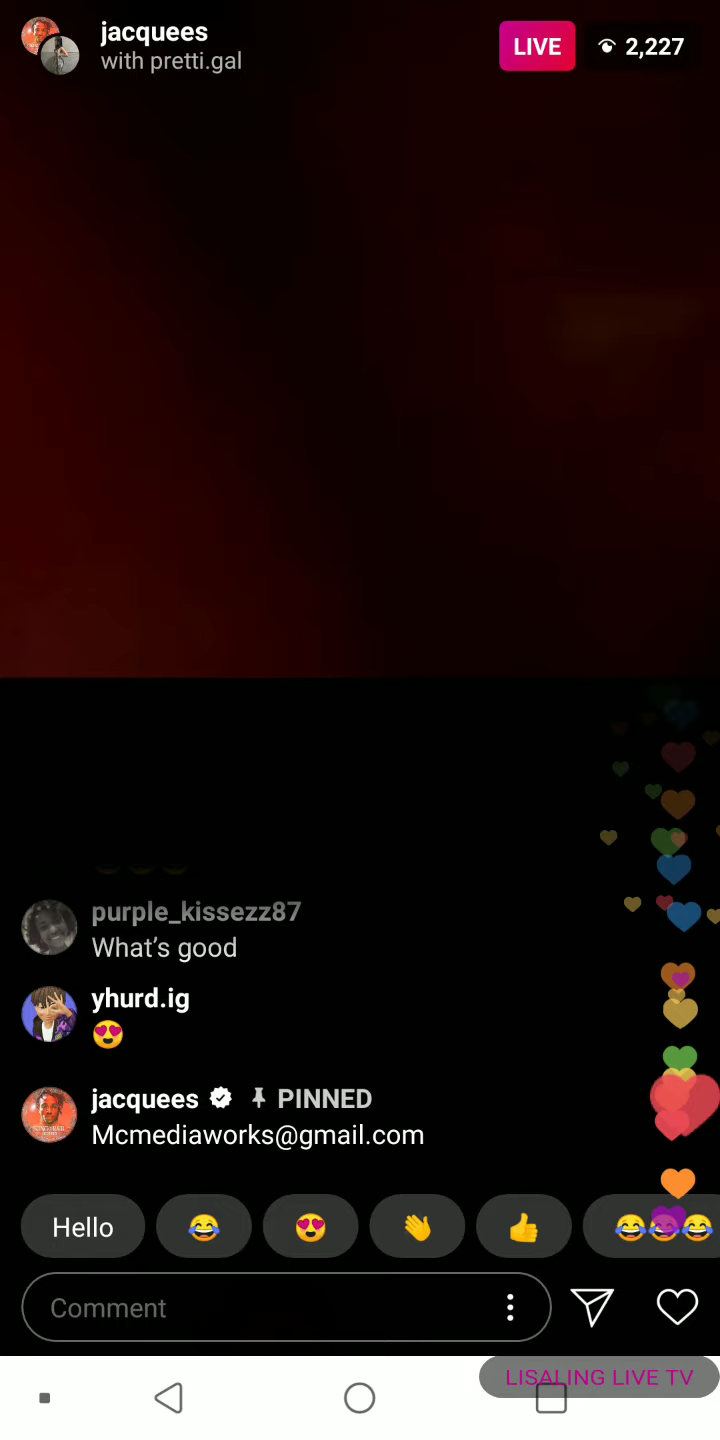 jacquees
with pretti.gal
LIVE
2,227
purple_kissezz87
What's good
yhurd.ig
😍
jacquees PINNED
Mcmediaworks@gmail.com
Hello 😂 😍 👋 👍 😂😂😂
Comment
LISALING LIVE TV